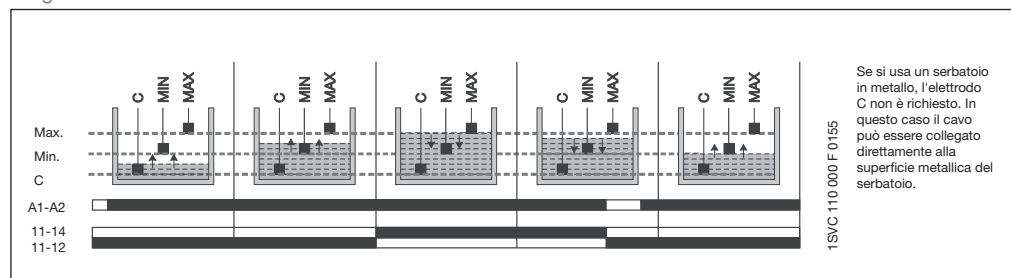 C MIN MAX C MIN MAX C MIN MAX C MIN MAX C MIN MAX
Max.
Min.
C
A1-A2
11-14
11-12
1SVC 110 000 F 0155
Se si usa un serbatoio
in metallo, l'elettrodo
C non è richiesto. In
questo caso il cavo
può essere collegato
direttamente alla
superficie metallica del
serbatoio.